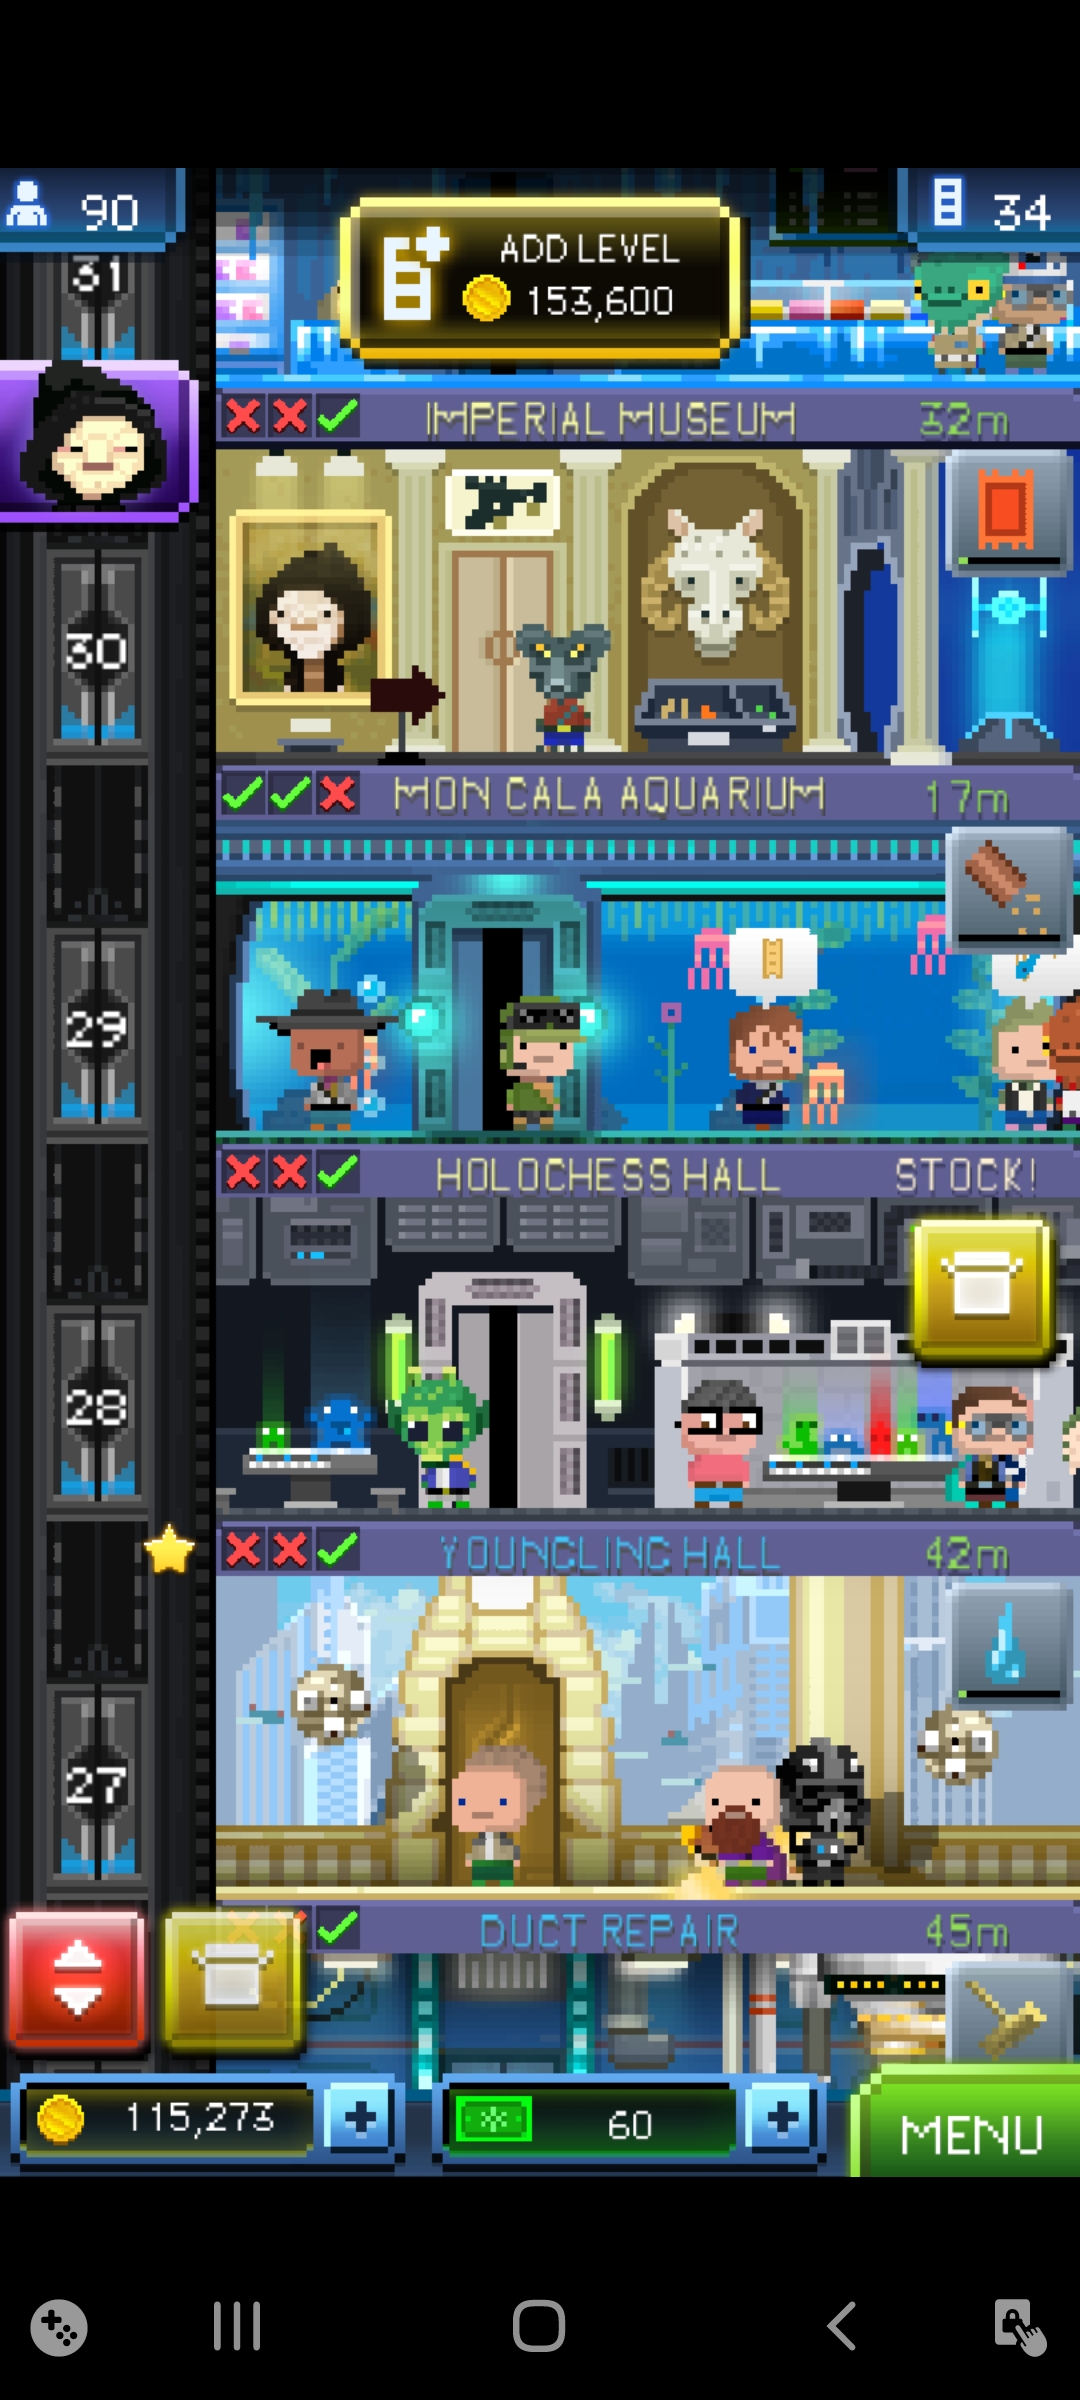 90
ADD LEVEL
153,600
34
31
IMPERIAL MUSEUM 32m
30
MON CALA AQUARIUM 17m
29
HOLOCHESS HALL STOCK!
28
YOUNGLING HALL 42m
27
DUCT REPAIR 45m
115,273
60
MENU